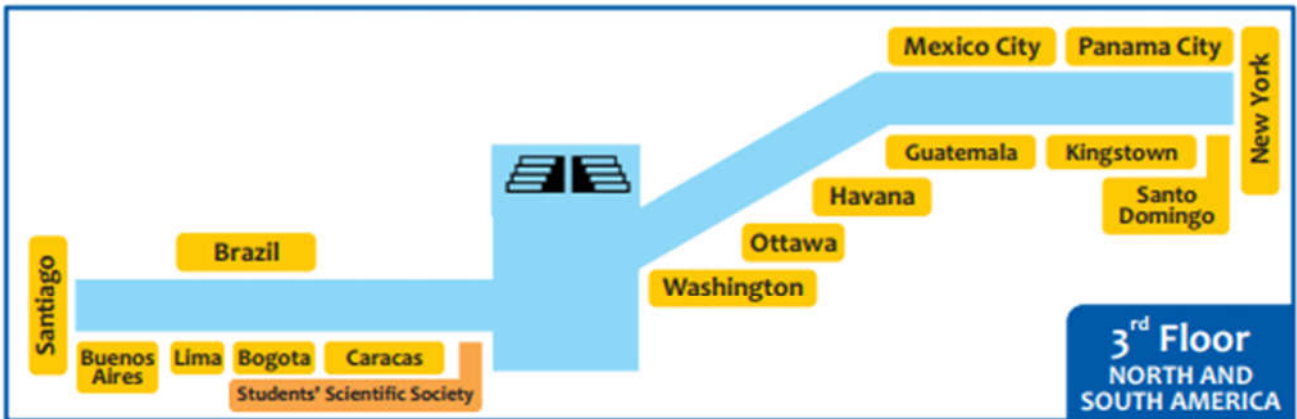 Mexico City
Panama City
New York
Guatemala
Kingstown
Havana
Santo
Domingo
Ottawa
Washington
Brazil
Santiago
Buenos
Aires
Lima
Bogota
Caracas
Students' Scientific Society
3rd Floor
NORTH AND
SOUTH AMERICA